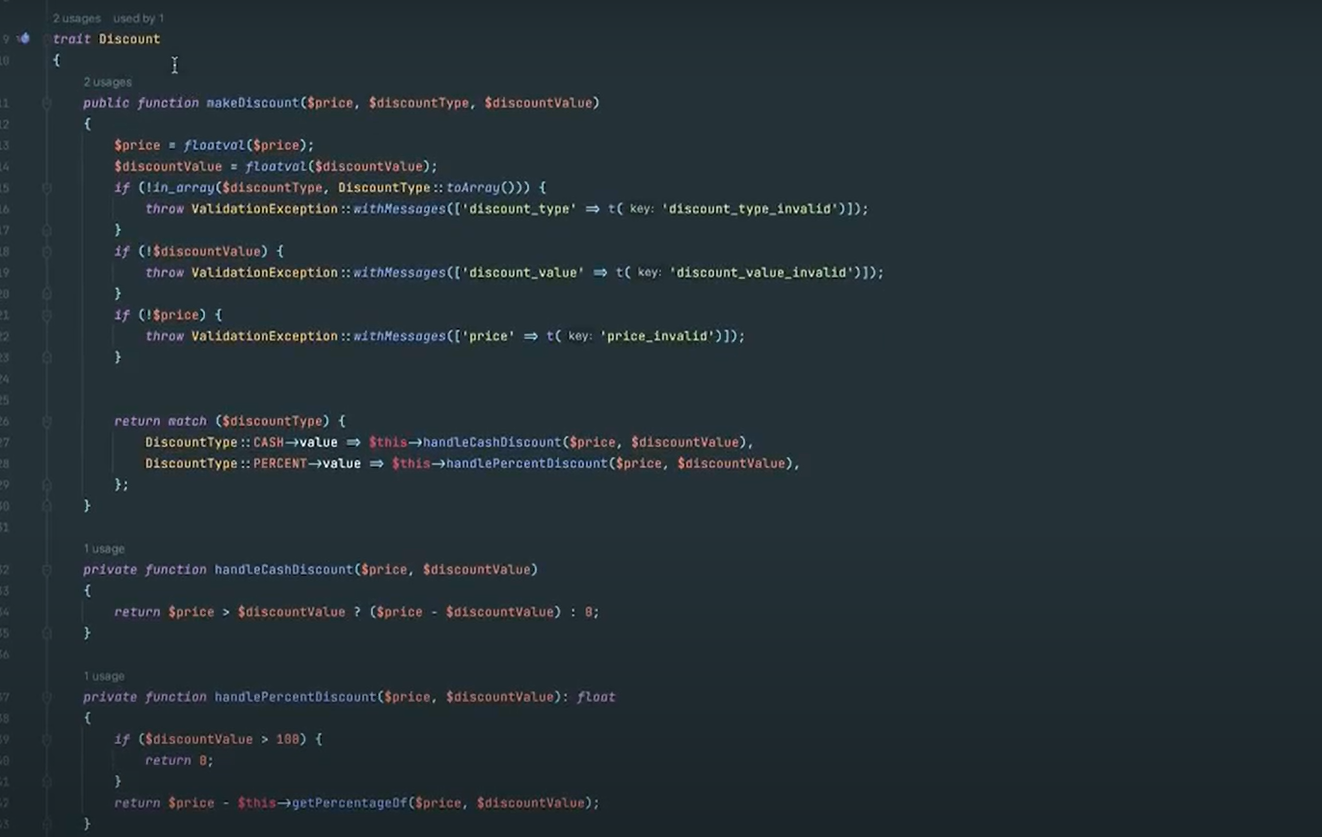 2 usages used by 1
9 trait Discount
10 {
2 usages
11 public function makeDiscount($price, $discountType, $discountValue)
12 {
13 $price = floatval($price);
14 $discountValue = floatval($discountValue);
15 if (!in_array($discountType, DiscountType::toArray())) {
16 throw ValidationException::withMessages(['discount_type' => t( key: 'discount_type_invalid')]);
17 }
18 if (!$discountValue) {
19 throw ValidationException::withMessages(['discount_value' => t( key: 'discount_value_invalid')]);
20 }
21 if (!$price) {
22 throw ValidationException::withMessages(['price' => t( key: 'price_invalid')]);
23 }
24
25
26 return match ($discountType) {
27 DiscountType::CASH->value => $this->handleCashDiscount($price, $discountValue),
28 DiscountType::PERCENT->value => $this->handlePercentDiscount($price, $discountValue),
29 };
30 }
31
1 usage
32 private function handleCashDiscount($price, $discountValue)
33 {
34 return $price > $discountValue ? ($price - $discountValue) : 0;
35 }
36
1 usage
37 private function handlePercentDiscount($price, $discountValue): float
38 {
39 if ($discountValue > 100) {
40 return 0;
41 }
42 return $price - $this->getPercentageOf($price, $discountValue);
43 }